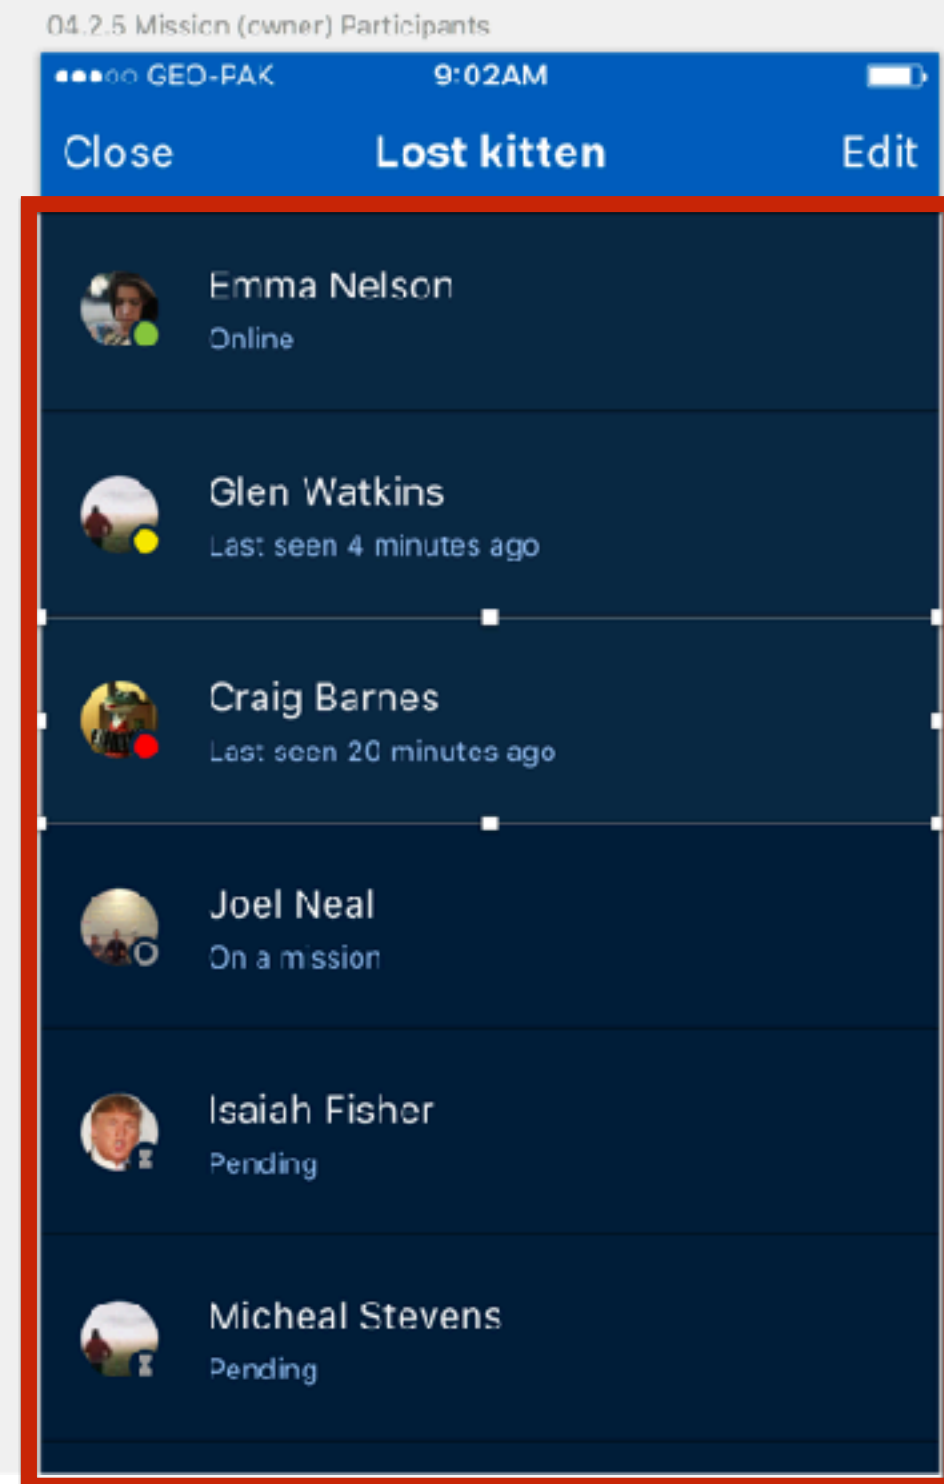 04.2.5 Mission (owner) Participants
GEO-PAK 9:02AM
Close Lost kitten Edit
Emma Nelson
Online
Glen Watkins
Last seen 4 minutes ago
Craig Barnes
Last seen 20 minutes ago
Joel Neal
On a mission
Isaiah Fisher
Pending
Micheal Stevens
Pending